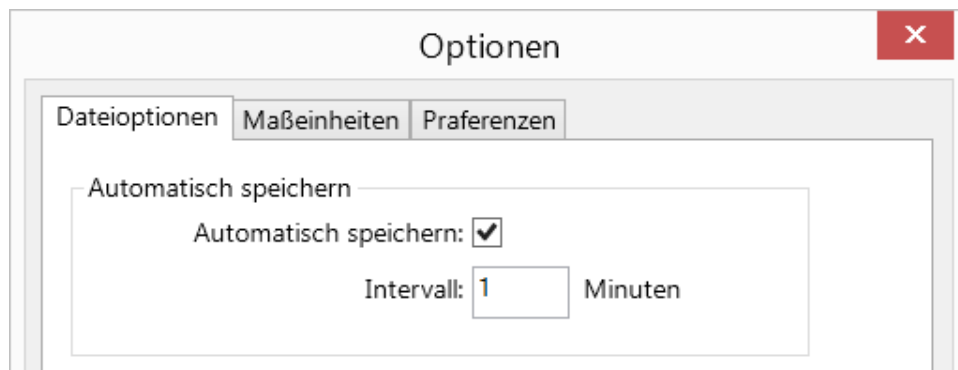 Optionen
Dateioptionen Maßeinheiten Praferenzen
Automatisch speichern
Automatisch speichern:
Intervall: 1 Minuten